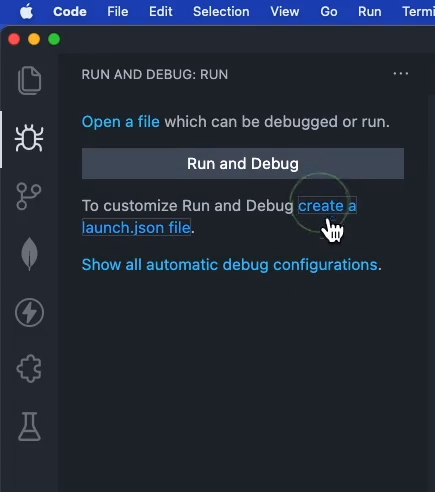 Code File Edit Selection View Go Run Termi
RUN AND DEBUG: RUN
Open a file which can be debugged or run.
Run and Debug
To customize Run and Debug create a
launch.json file.
Show all automatic debug configurations.